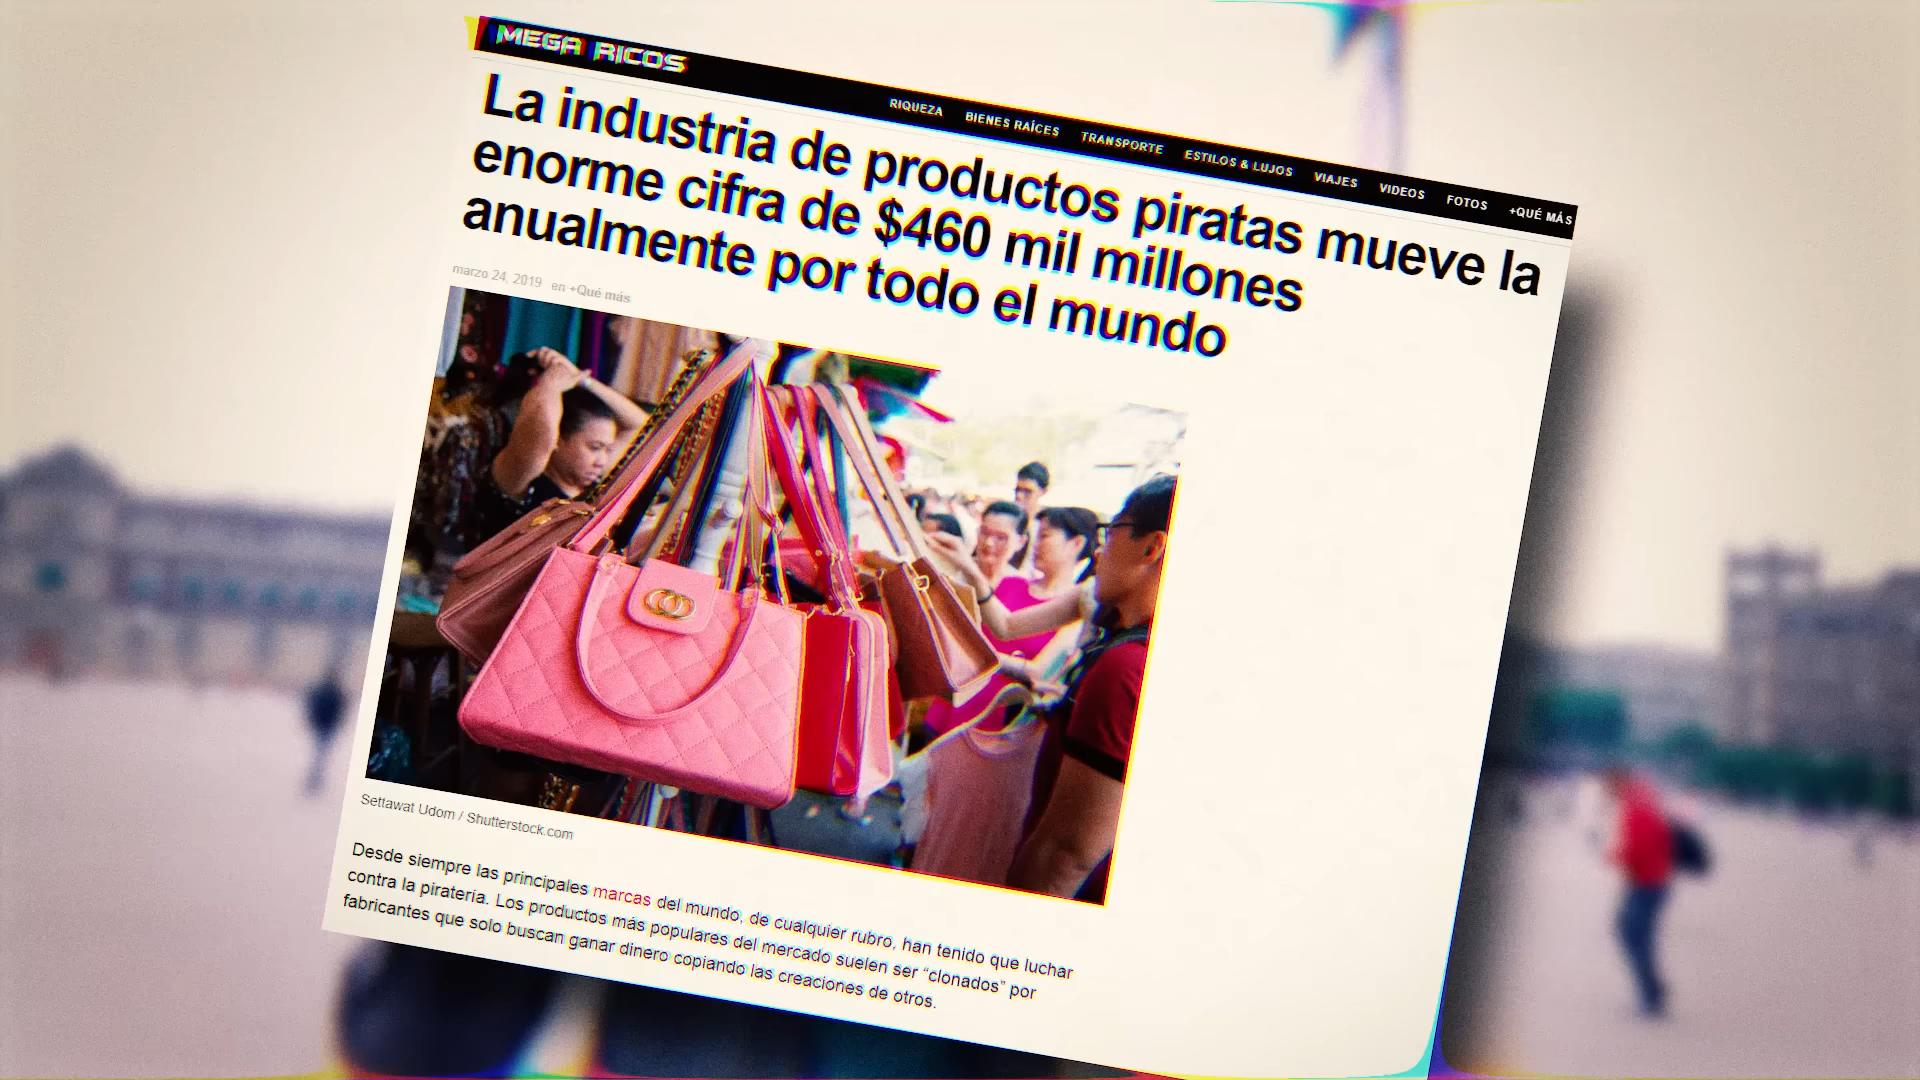 MEGA RICOS
RIQUEZA BIENES RAÍCES TRANSPORTE ESTILOS & LUJOS VIAJES VIDEOS FOTOS +QUÉ MÁS
La industria de productos piratas mueve la
enorme cifra de $460 mil millones
anualmente por todo el mundo
marzo 24, 2019 en +Qué más
Settawat Udom / Shutterstock.com
Desde siempre las principales marcas del mundo, de cualquier rubro, han tenido que luchar
contra la piratería. Los productos más populares del mercado suelen ser “clonados” por
fabricantes que solo buscan ganar dinero copiando las creaciones de otros.